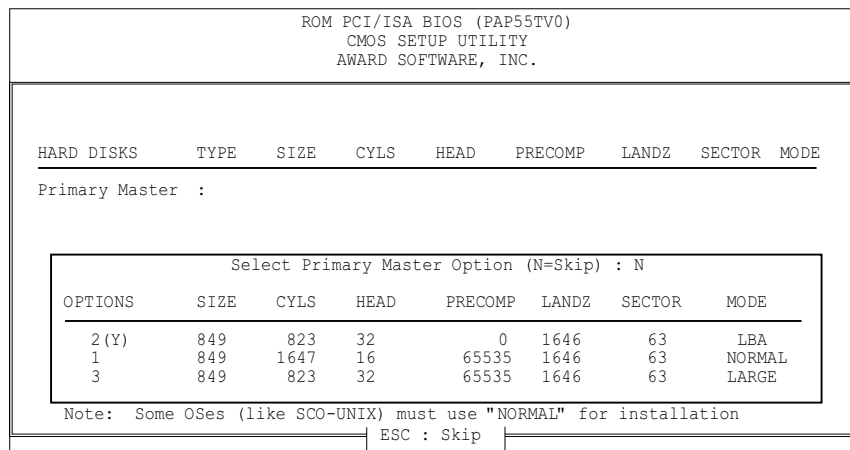 ROM PCI/ISA BIOS (PAP55TV0)
CMOS SETUP UTILITY
AWARD SOFTWARE, INC.
HARD DISKS TYPE SIZE CYLS HEAD PRECOMP LANDZ SECTOR MODE
Primary Master :
Select Primary Master Option (N=Skip) : N
OPTIONS SIZE CYLS HEAD PRECOMP LANDZ SECTOR MODE
2(Y) 849 823 32 0 1646 63 LBA
1 849 1647 16 65535 1646 63 NORMAL
3 849 823 32 65535 1646 63 LARGE
Note: Some OSes (like SCO-UNIX) must use "NORMAL" for installation
ESC : Skip